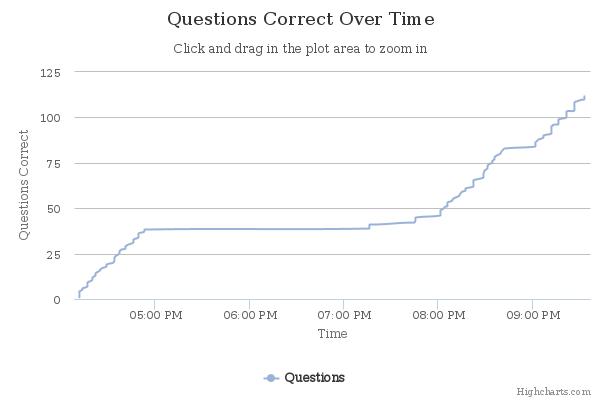 Questions Correct Over Time
Click and drag in the plot area to zoom in
Questions Correct
125
100
75
50
25
0
05:00 PM 06:00 PM 07:00 PM 08:00 PM 09:00 PM
Time
Questions
Highcharts.com